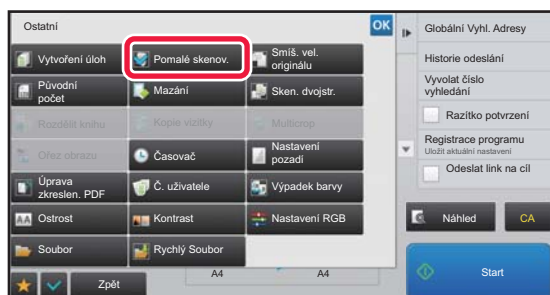 Ostatní
OK
Vytvoření úloh
Pomalé skenov.
Smíš. vel.
originálu
Původní
počet
Mazání
Sken. dvojstr.
Rozdělit knihu
Kopie vizitky
Multicrop
Ořez obrazu
Časovač
Nastavení
pozadí
Úprava
zkreslen. PDF
Č. uživatele
Výpadek barvy
AA Ostrost
Kontrast
Nastavení RGB
Soubor
Rychlý Soubor
Zpět
A4
A4
Globální Vyhl. Adresy
Historie odeslání
Vyvolat číslo
vyhledání
Razítko potvrzení
Registrace programu
Uložit aktuální nastavení
Odeslat link na cíl
Náhled
CA
Start